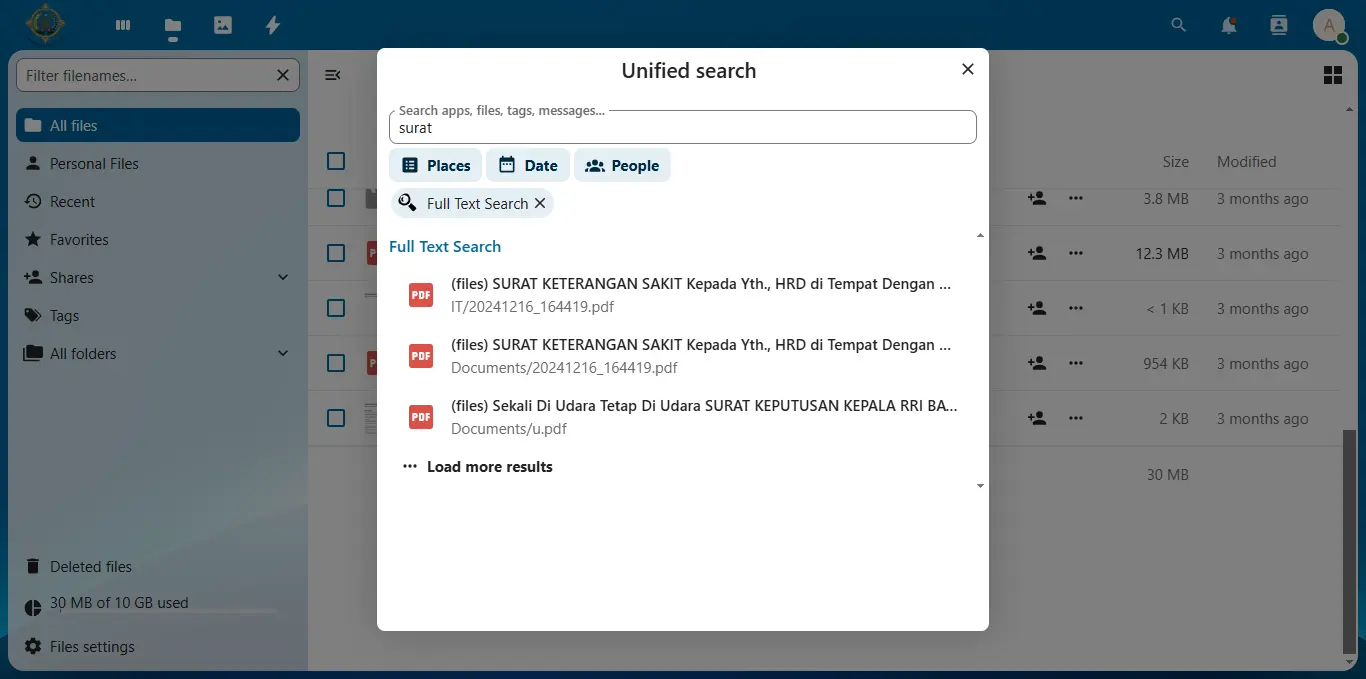 A
Filter filenames...
All files
Personal Files
Recent
Favorites
Shares
Tags
All folders
Deleted files
30 MB of 10 GB used
Files settings
Unified search
Search apps, files, tags, messages...
surat
Places
Date
People
Full Text Search
Full Text Search
PDF
(files) SURAT KETERANGAN SAKIT Kepada Yth., HRD di Tempat Dengan ...
IT/20241216_164419.pdf
PDF
(files) SURAT KETERANGAN SAKIT Kepada Yth., HRD di Tempat Dengan ...
Documents/20241216_164419.pdf
PDF
(files) Sekali Di Udara Tetap Di Udara SURAT KEPUTUSAN KEPALA RRI BA...
Documents/u.pdf
Load more results
Size Modified
3.8 MB 3 months ago
12.3 MB 3 months ago
< 1 KB 3 months ago
954 KB 3 months ago
2 KB 3 months ago
30 MB